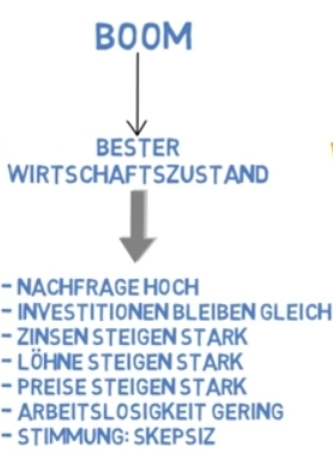 BOOM
BESTER
WIRTSCHAFTSZUSTAND
- NACHFRAGE HOCH
- INVESTITIONEN BLEIBEN GLEICH
- ZINSEN STEIGEN STARK
- LÖHNE STEIGEN STARK
- PREISE STEIGEN STARK
- ARBEITSLOSIGKEIT GERING
- STIMMUNG: SKEPSIZ